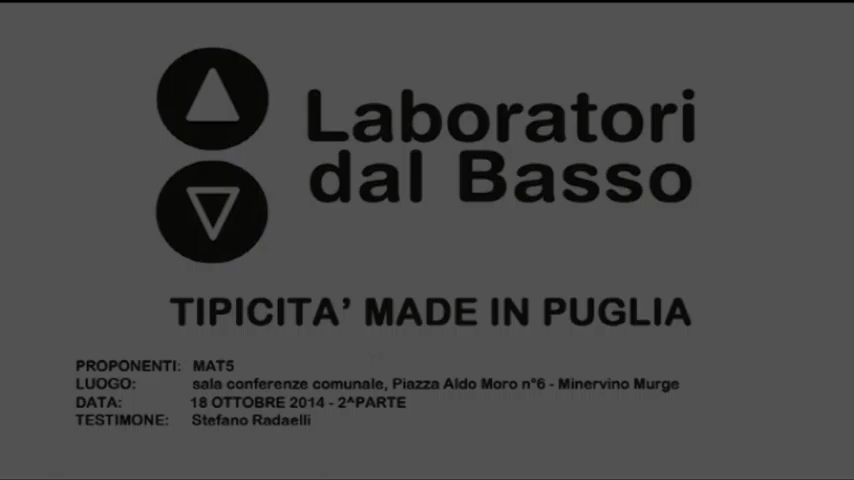 Laboratori
dal Basso
TIPICITA' MADE IN PUGLIA
PROPONENTI: MAT5
LUOGO: sala conferenze comunale, Piazza Aldo Moro n°6 - Minervino Murge
DATA: 18 OTTOBRE 2014 - 2^PARTE
TESTIMONE: Stefano Radaelli